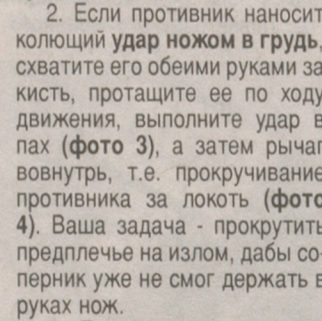 2. Если противник наносит
колющий удар ножом в грудь,
схватите его обеими руками за
кисть, протащите ее по ходу
движения, выполните удар в
пах (фото 3), а затем рычаг
вовнутрь, т.е. прокручивание
противника за локоть (фото
4). Ваша задача - прокрутить
предплечье на излом, дабы со-
перник уже не смог держать в
руках нож.